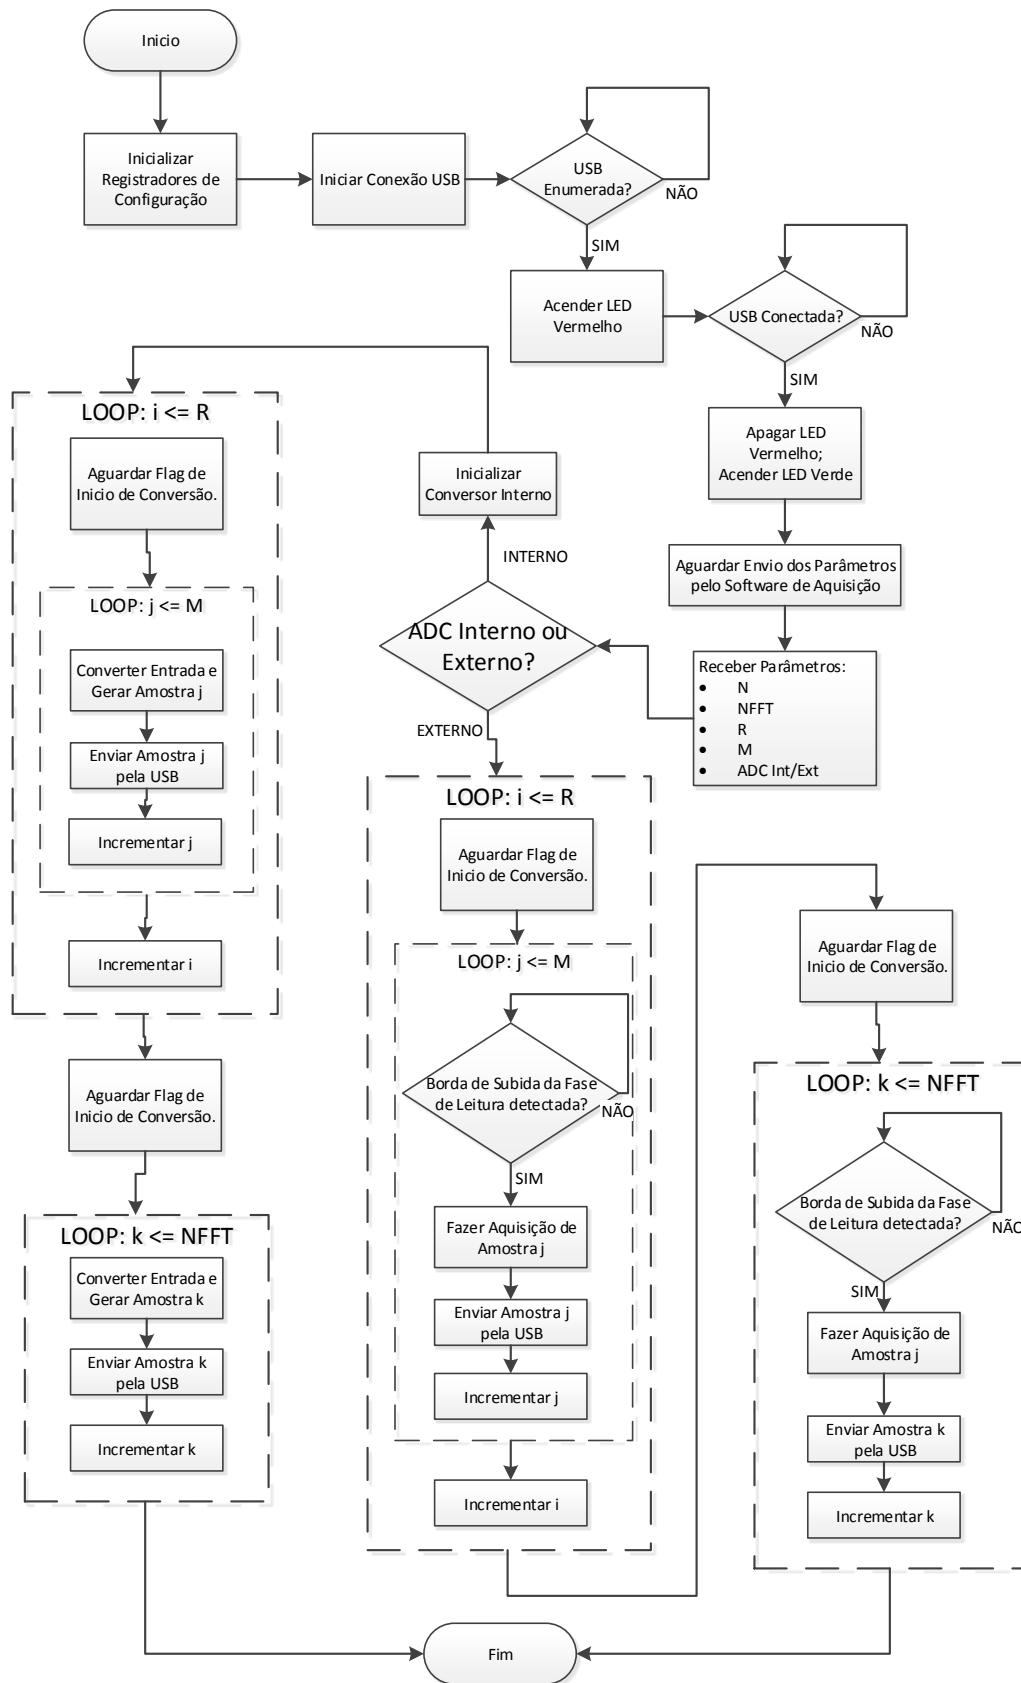 Inicio
Inicializar
Registradores de
Configuração
Iniciar Conexão USB
USB
Enumerada?
NÃO
SIM
Acender LED
Vermelho
USB Conectada?
NÃO
SIM
Apagar LED
Vermelho;
Acender LED Verde
Aguardar Envio dos Parâmetros
pelo Software de Aquisição
Receber Parâmetros:
• N
• NFFT
• R
• M
• ADC Int/Ext
ADC Interno ou
Externo?
INTERNO
Inicializar
Conversor Interno
LOOP: i <= R
Aguardar Flag de
Inicio de Conversão.
LOOP: j <= M
Converter Entrada e
Gerar Amostra j
Enviar Amostra j
pela USB
Incrementar j
Incrementar i
Aguardar Flag de
Inicio de Conversão.
LOOP: k <= NFFT
Converter Entrada e
Gerar Amostra k
Enviar Amostra k
pela USB
Incrementar k
EXTERNO
LOOP: i <= R
Aguardar Flag de
Inicio de Conversão.
LOOP: j <= M
Borda de Subida da Fase
de Leitura detectada?
NÃO
SIM
Fazer Aquisição de
Amostra j
Enviar Amostra j
pela USB
Incrementar j
Incrementar i
Aguardar Flag de
Inicio de Conversão.
LOOP: k <= NFFT
Borda de Subida da Fase
de Leitura detectada?
NÃO
SIM
Fazer Aquisição de
Amostra j
Enviar Amostra k
pela USB
Incrementar k
Fim